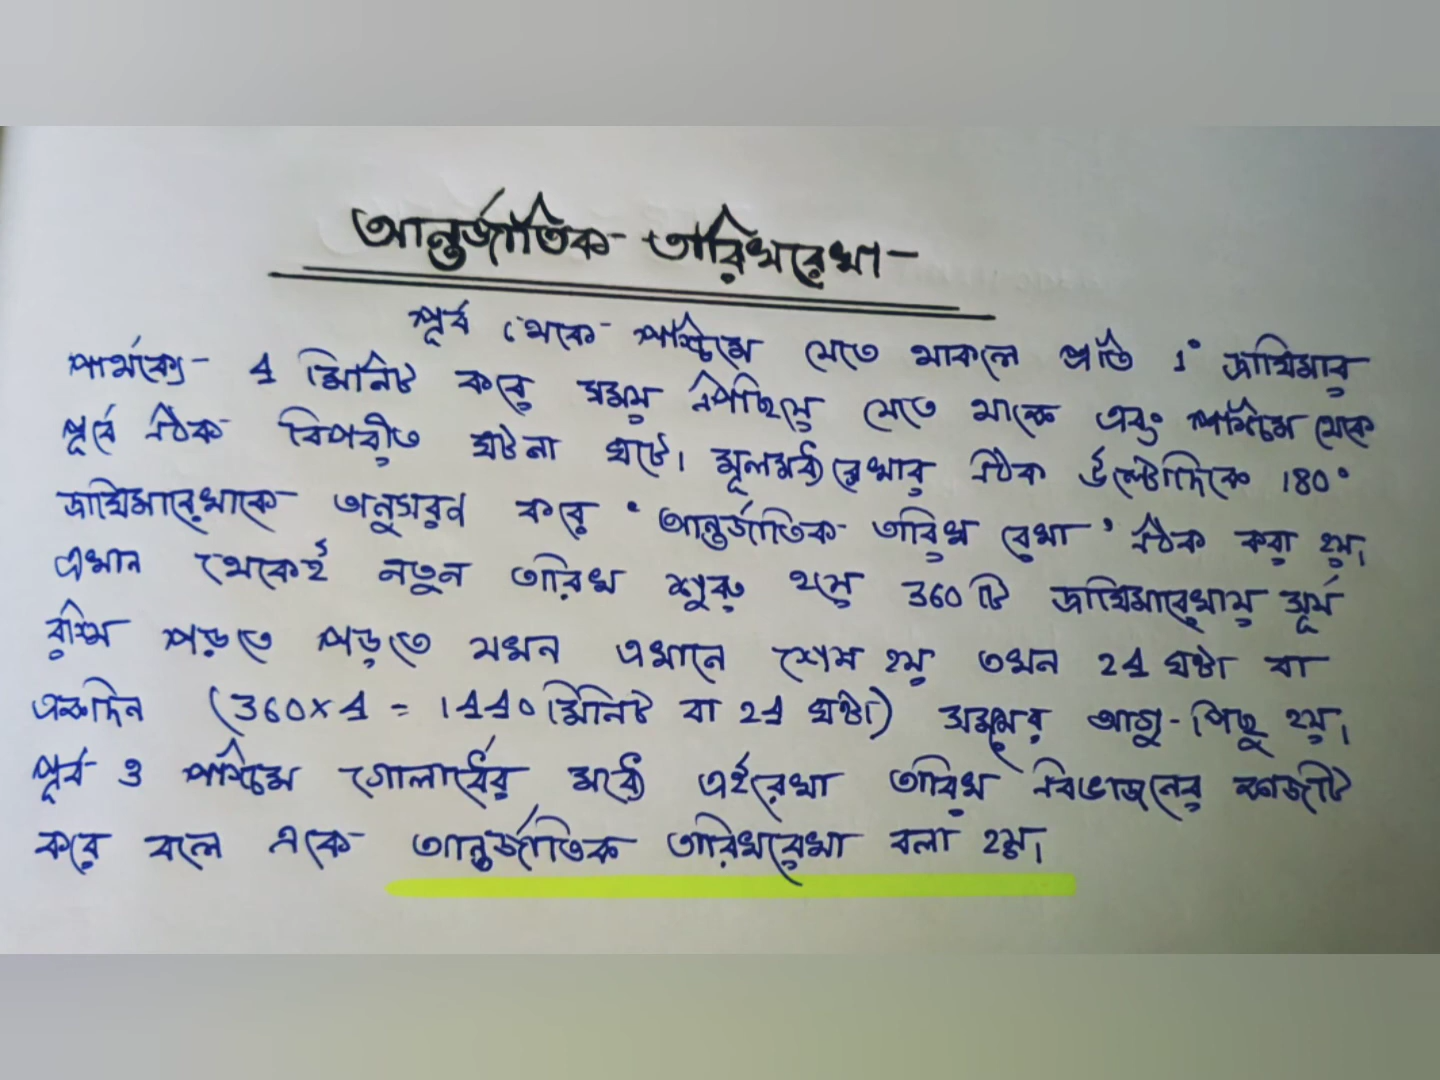 আন্তর্জাতিক তারিখরেখা-
পূর্ব থেকে পশ্চিমে যেতে থাকলে প্রতি 1° দ্রাঘিমার
পার্থক্যে 4 মিনিট করে সময় পিছিয়ে যেতে থাকে এবং পশ্চিম থেকে
পূর্বে ঠিক বিপরীত ঘটনা ঘটে। মূলমধ্যরেখার ঠিক উল্টোদিকে 180°
দ্রাঘিমারেখাকে অনুসরণ করে 'আন্তর্জাতিক তারিখ রেখা' ঠিক করা হয়।
এখান থেকেই নতুন তারিখ শুরু হয়ে 360টি দ্রাঘিমারেখায় সূর্য
রশ্মি পড়তে পড়তে যখন এখানে শেষ হয় তখন 24 ঘণ্টা বা
একদিন (360×4 = 1440 মিনিট বা 24 ঘণ্টা) সময়ের আগু-পিছু হয়।
পূর্ব ও পশ্চিম গোলার্ধের মধ্যে এইরেখা তারিখ বিভাজনের কাজটি
করে বলে একে আন্তর্জাতিক তারিখরেখা বলা হয়।